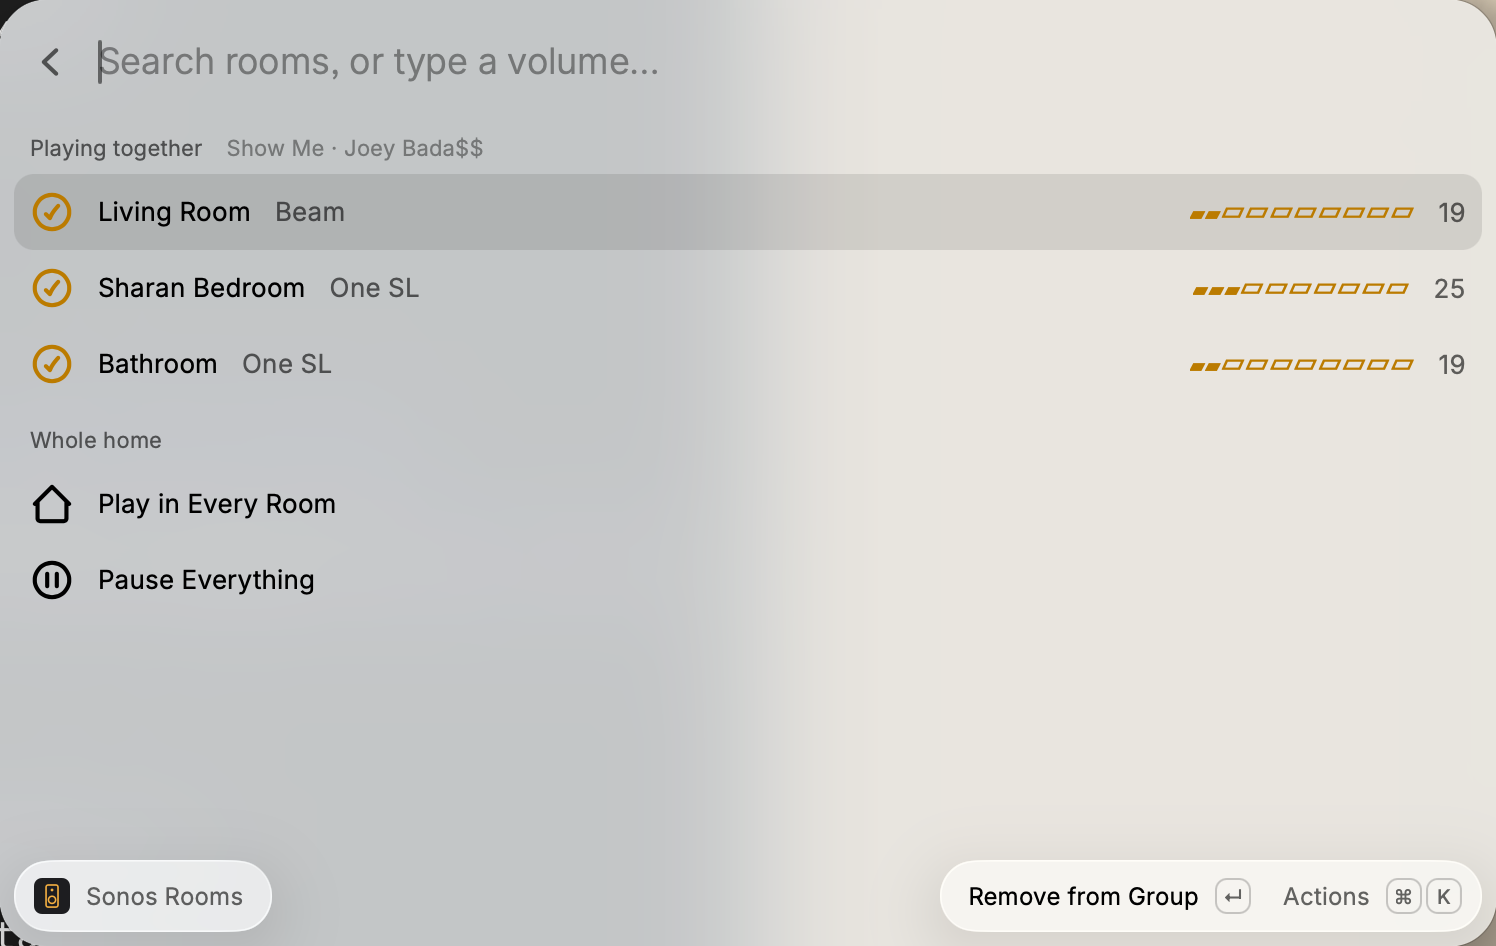 Search rooms, or type a volume...
Playing together Show Me · Joey Bada$$
Living Room Beam 19
Sharan Bedroom One SL 25
Bathroom One SL 19
Whole home
Play in Every Room
Pause Everything
Sonos Rooms Remove from Group ↵ Actions ⌘ K